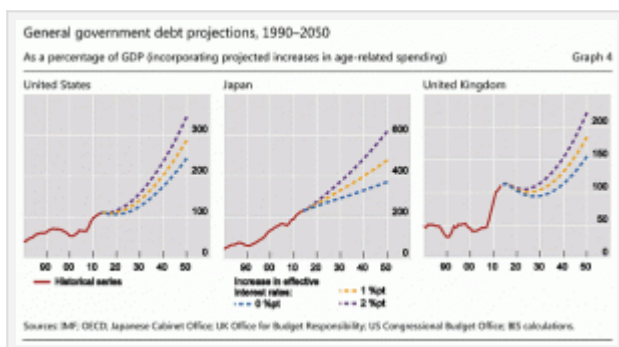 General government debt projections, 1990–2050
As a percentage of GDP (incorporating projected increases in age-related spending) Graph 4
United States Japan United Kingdom
300 600 200
200 400 150
100 200 100
50
0 0 0
90 00 10 20 30 40 50 90 00 10 20 30 40 50 90 00 10 20 30 40 50
Historical series
Increase in effective
interest rates:
0 %pt
1 %pt
2 %pt
Sources: IMF; OECD; Japanese Cabinet Office; UK Office for Budget Responsibility; US Congressional Budget Office; BIS calculations.